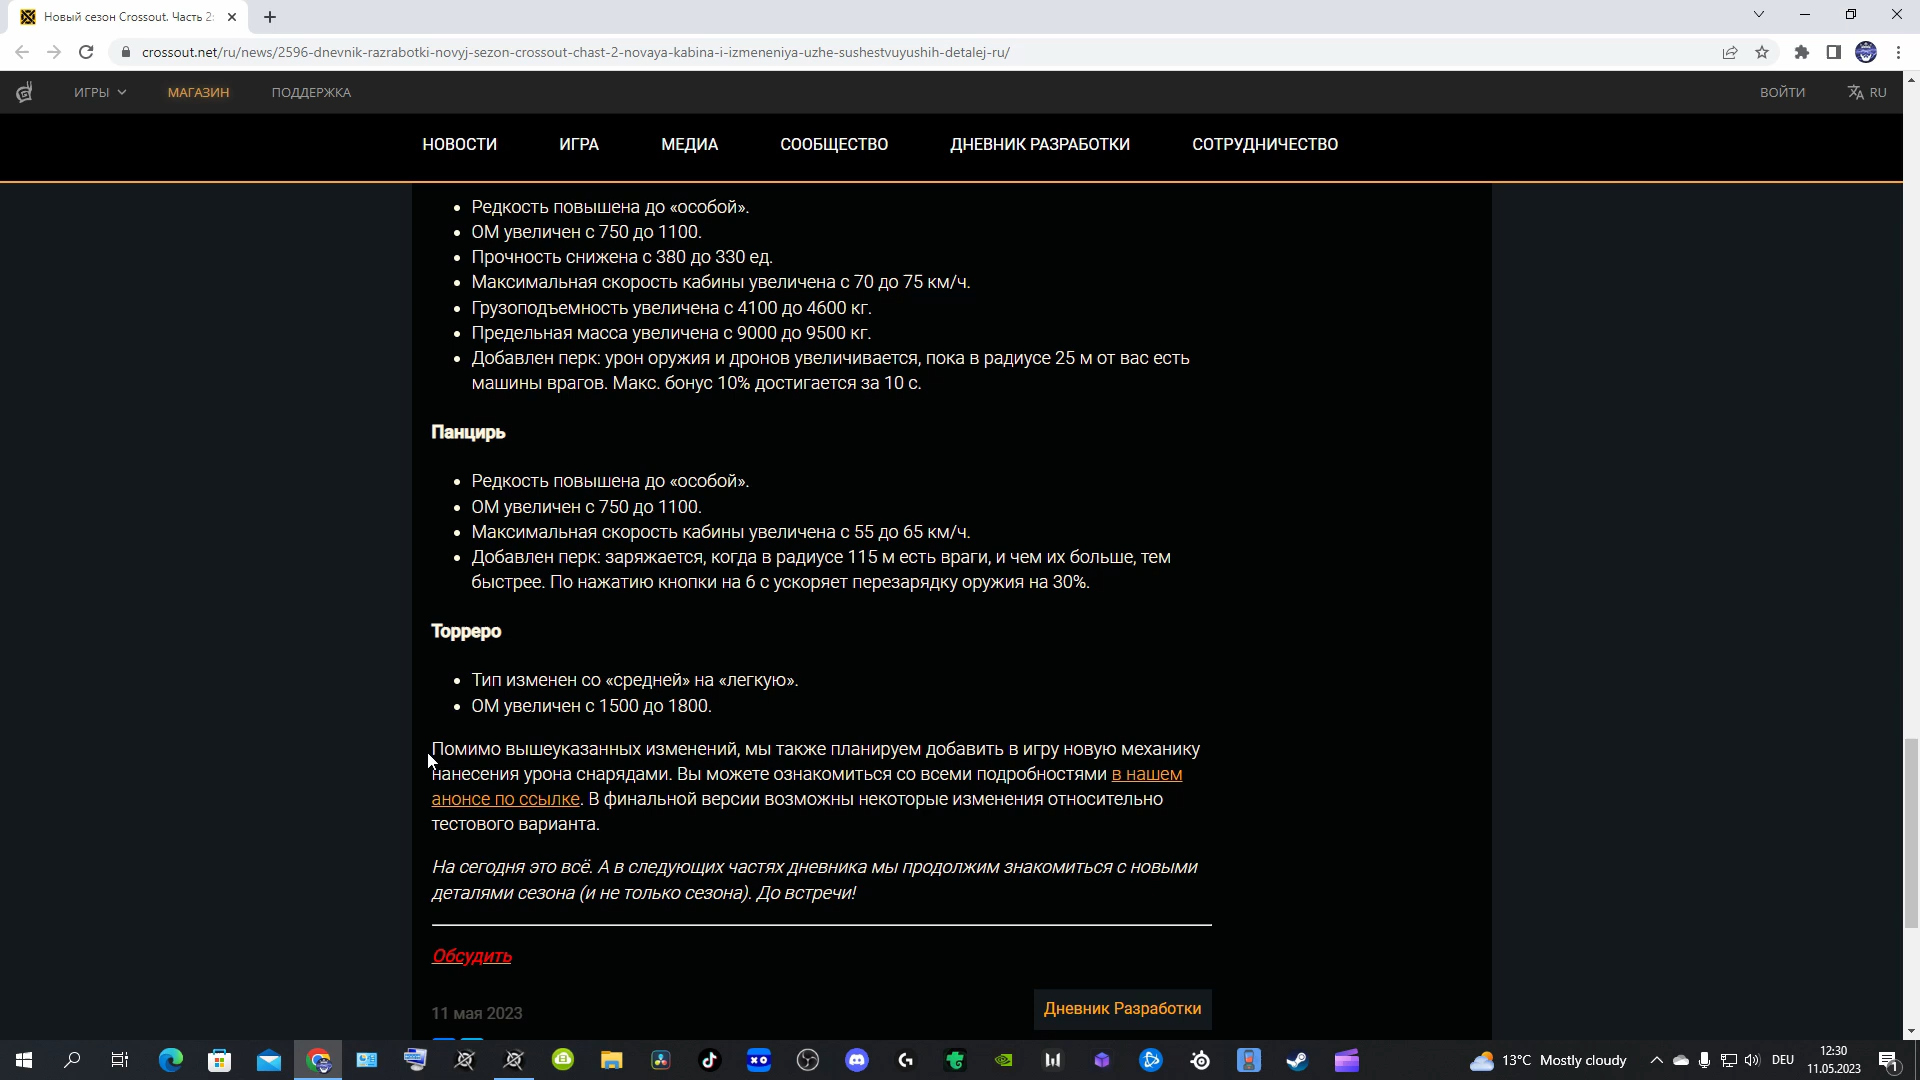 Новый сезон Crossout. Часть 2:
crossout.net/ru/news/2596-dnevnik-razrabotki-novyj-sezon-crossout-chast-2-novaya-kabina-i-izmeneniya-uzhe-sushestvuyushih-detalej-ru/
ИГРЫ МАГАЗИН ПОДДЕРЖКА ВОЙТИ RU
НОВОСТИ ИГРА МЕДИА СООБЩЕСТВО ДНЕВНИК РАЗРАБОТКИ СОТРУДНИЧЕСТВО
• Редкость повышена до «особой».
• ОМ увеличен с 750 до 1100.
• Прочность снижена с 380 до 330 ед.
• Максимальная скорость кабины увеличена с 70 до 75 км/ч.
• Грузоподъемность увеличена с 4100 до 4600 кг.
• Предельная масса увеличена с 9000 до 9500 кг.
• Добавлен перк: урон оружия и дронов увеличивается, пока в радиусе 25 м от вас есть
машины врагов. Макс. бонус 10% достигается за 10 с.
Панцирь
• Редкость повышена до «особой».
• ОМ увеличен с 750 до 1100.
• Максимальная скорость кабины увеличена с 55 до 65 км/ч.
• Добавлен перк: заряжается, когда в радиусе 115 м есть враги, и чем их больше, тем
быстрее. По нажатию кнопки на 6 с ускоряет перезарядку оружия на 30%.
Торреро
• Тип изменен со «средней» на «легкую».
• ОМ увеличен с 1500 до 1800.
Помимо вышеуказанных изменений, мы также планируем добавить в игру новую механику
нанесения урона снарядами. Вы можете ознакомиться со всеми подробностями в нашем
анонсе по ссылке. В финальной версии возможны некоторые изменения относительно
тестового варианта.
На сегодня это всё. А в следующих частях дневника мы продолжим знакомиться с новыми
деталями сезона (и не только сезона). До встречи!
Обсудить
11 мая 2023 Дневник Разработки
13°C Mostly cloudy DEU 12:30
11.05.2023
1